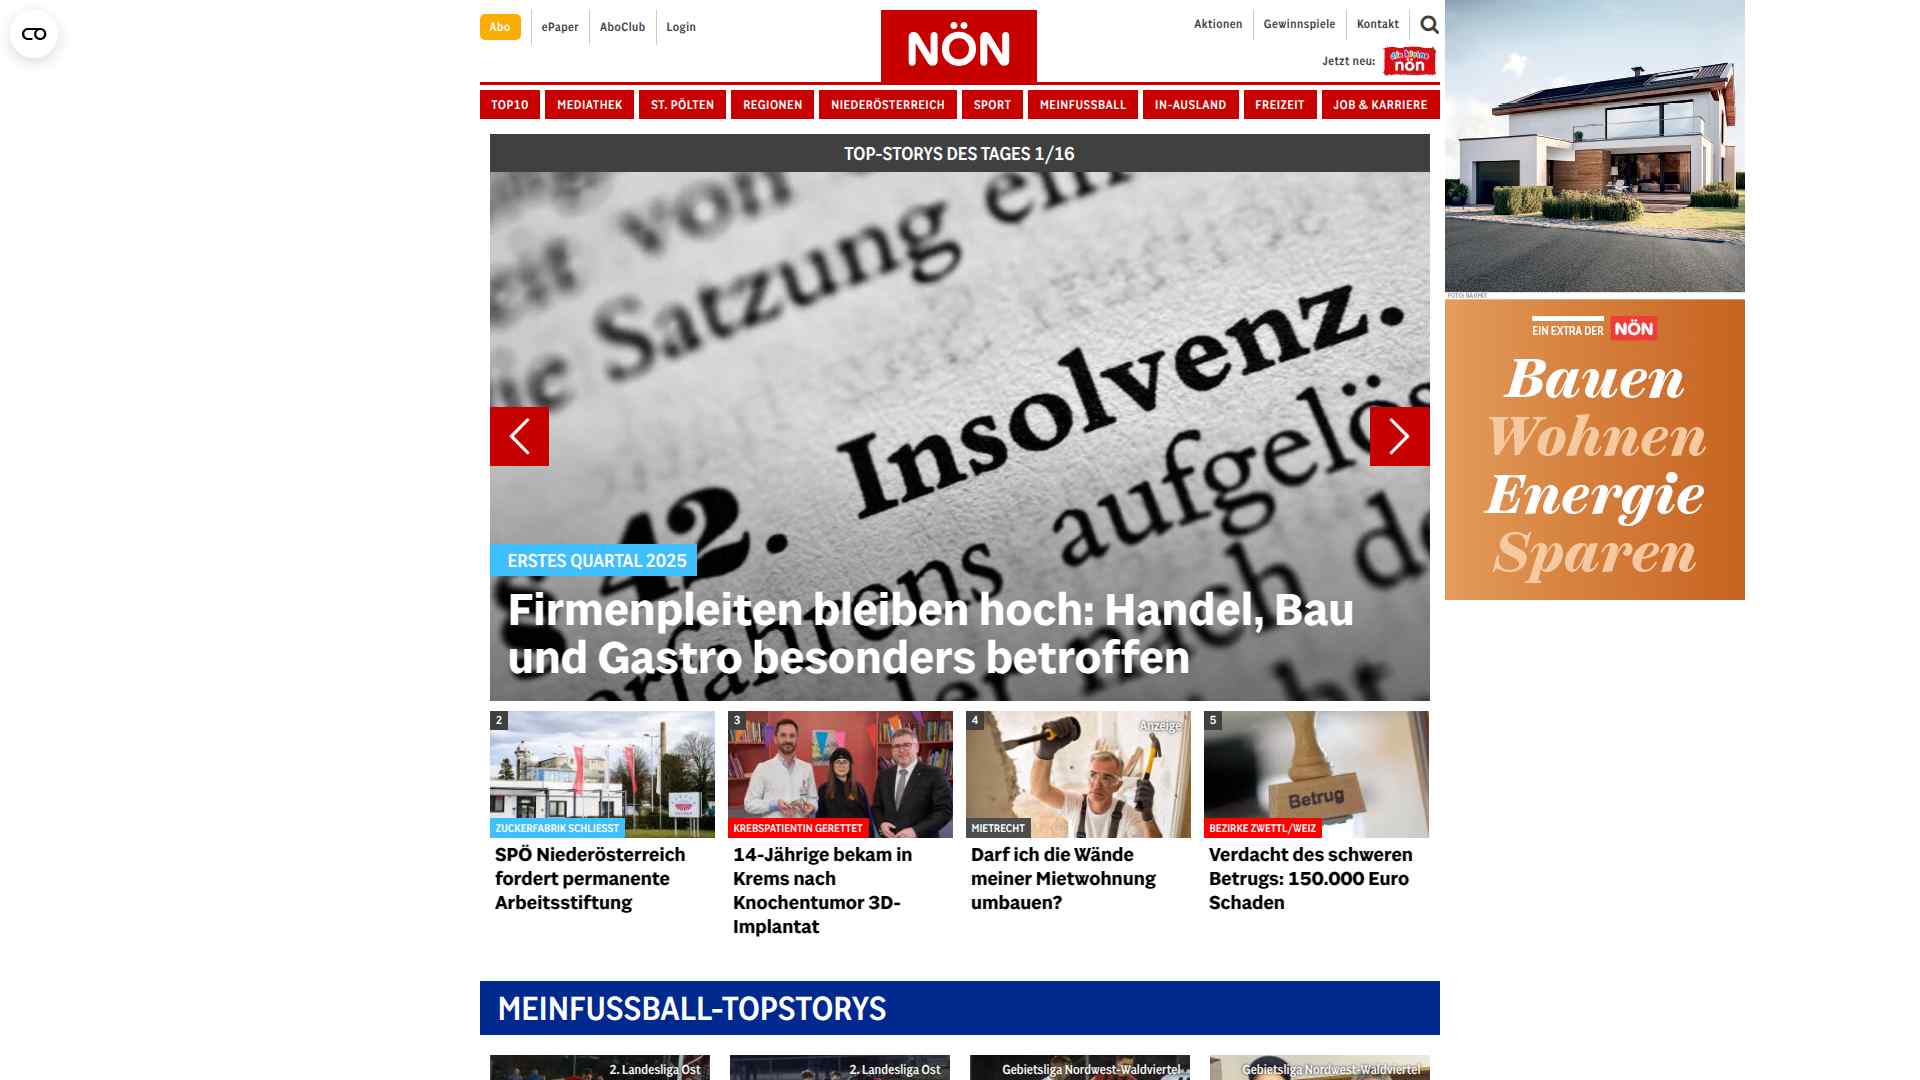 Abo
ePaper
AboClub
Login
NÖN
Aktionen
Gewinnspiele
Kontakt
Jetzt neu:
die kleine
nön
TOP10
MEDIATHEK
ST. PÖLTEN
REGIONEN
NIEDERÖSTERREICH
SPORT
MEINFUSSBALL
IN-AUSLAND
FREIZEIT
JOB & KARRIERE
TOP-STORYS DES TAGES 1/16
Satzung
Insolvenz.
42.
ERSTES QUARTAL 2025
Firmenpleiten bleiben hoch: Handel, Bau
und Gastro besonders betroffen
2
ZUCKERFABRIK SCHLIESST
SPÖ Niederösterreich
fordert permanente
Arbeitsstiftung
3
KREBSPATIENTIN GERETTET
14-Jährige bekam in
Krems nach
Knochentumor 3D-
Implantat
4
Anzeige
MIETRECHT
Darf ich die Wände
meiner Mietwohnung
umbauen?
5
Betrug
BEZIRKE ZWETTL/WEIZ
Verdacht des schweren
Betrugs: 150.000 Euro
Schaden
MEINFUSSBALL-TOPSTORYS
2. Landesliga Ost
2. Landesliga Ost
Gebietsliga Nordwest-Waldviertel
Gebietsliga Nordwest-Waldviertel
EIN EXTRA DER NÖN
Bauen
Wohnen
Energie
Sparen